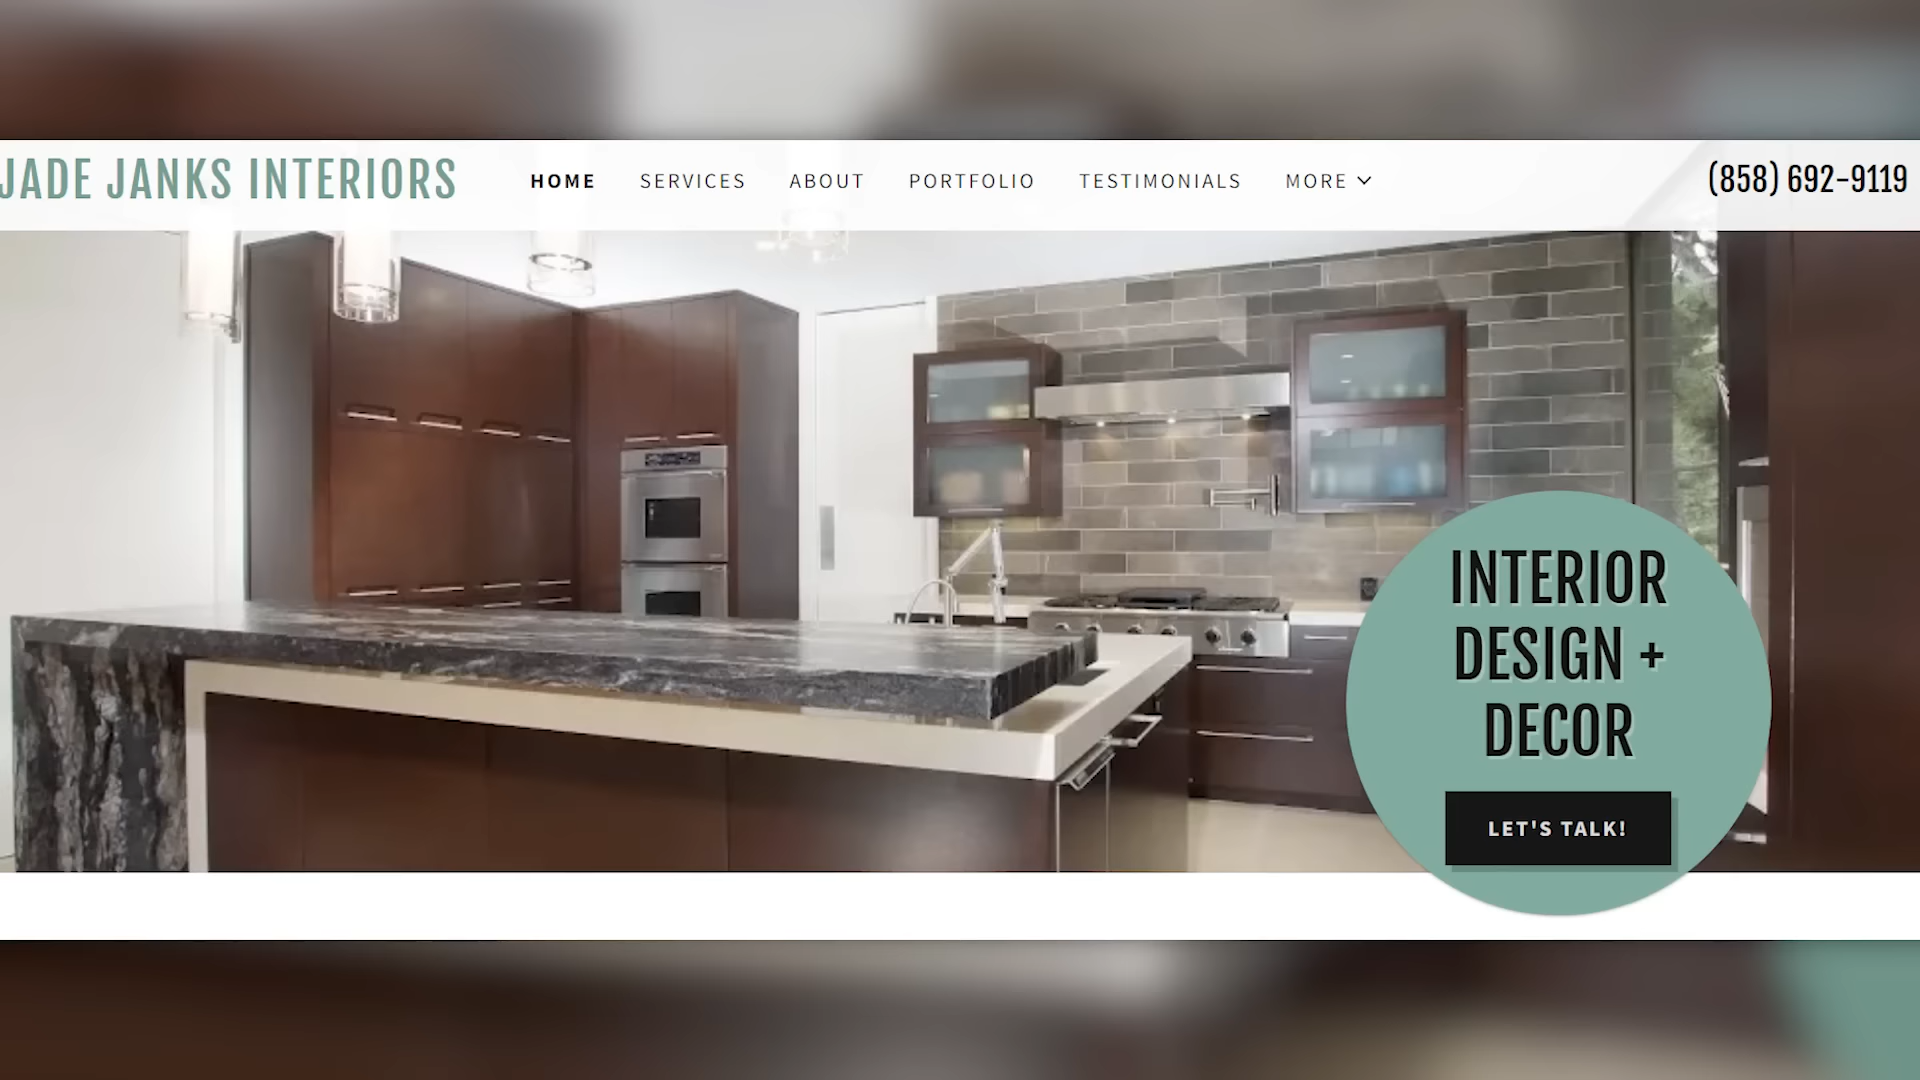 JADE JANKS INTERIORS
HOME SERVICES ABOUT PORTFOLIO TESTIMONIALS MORE
(858) 692-9119
INTERIOR
DESIGN +
DECOR
LET'S TALK!